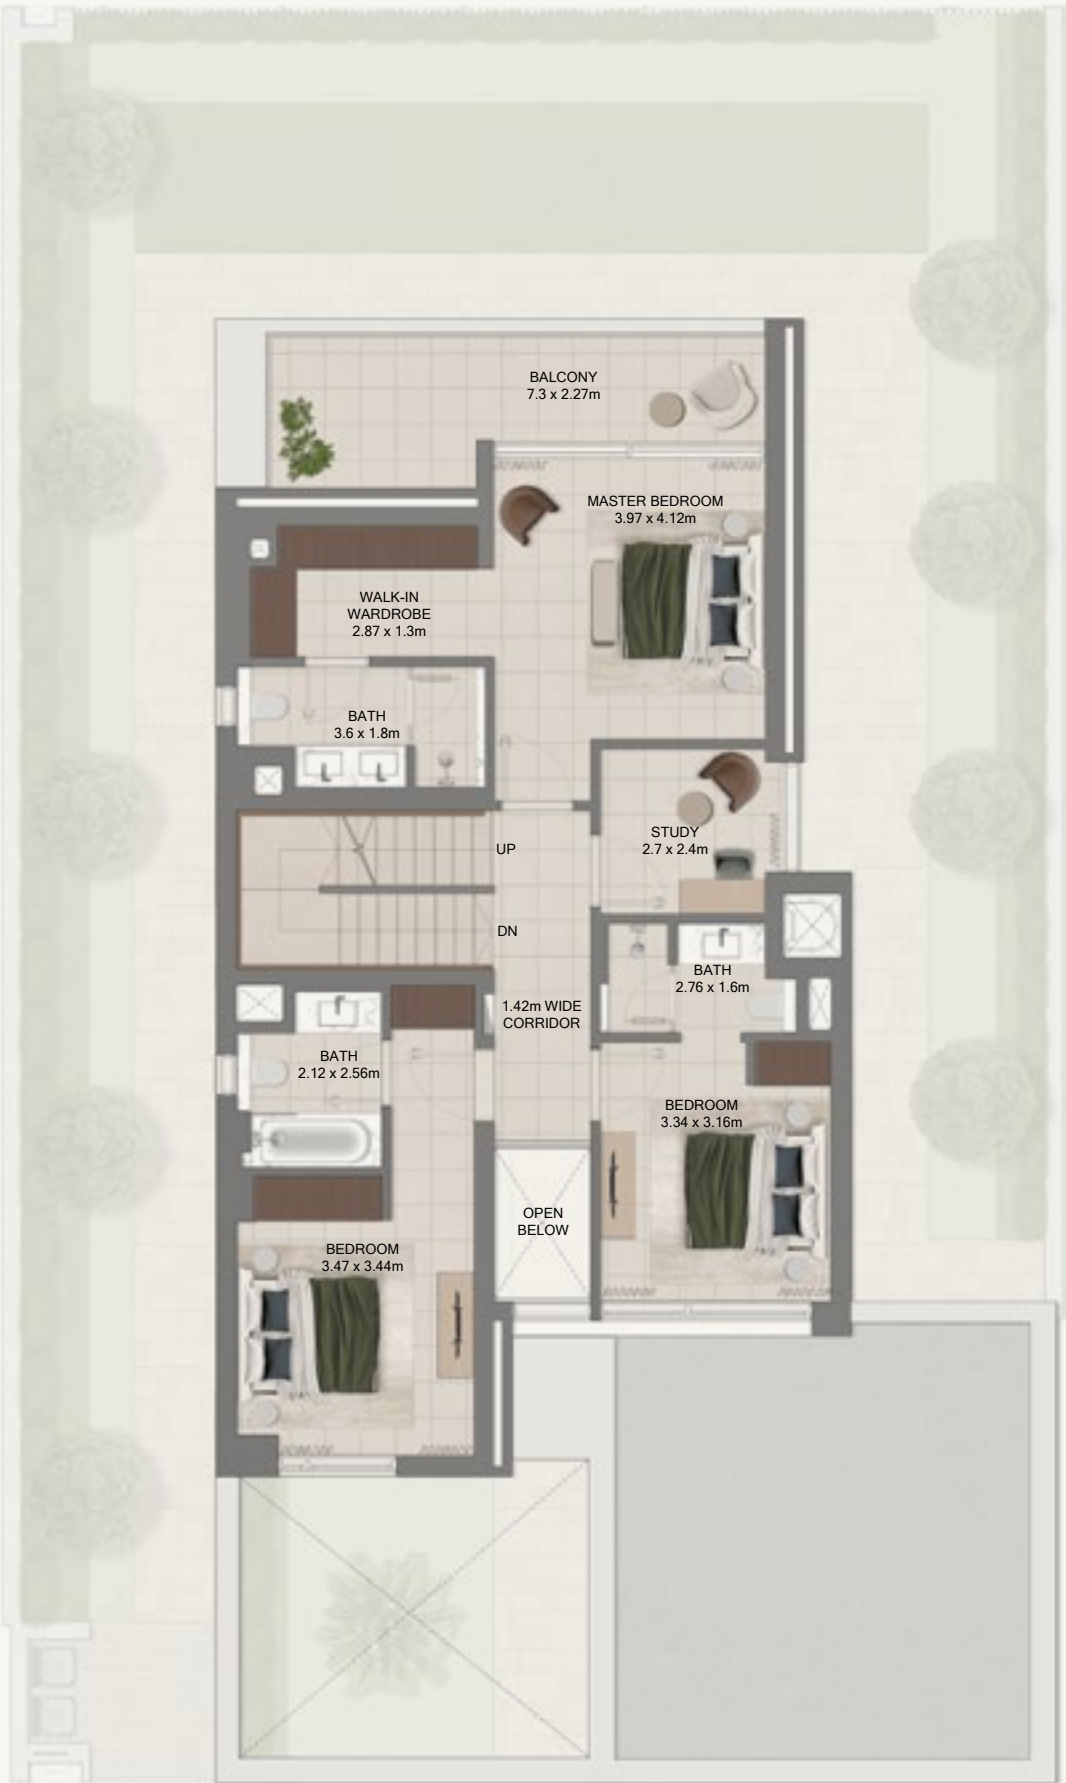 BALCONY
7.3 x 2.27m
MASTER BEDROOM
3.97 x 4.12m
WALK-IN
WARDROBE
2.87 x 1.3m
BATH
3.6 x 1.8m
STUDY
2.7 x 2.4m
UP
DN
BATH
2.76 x 1.6m
1.42m WIDE
CORRIDOR
BATH
2.12 x 2.56m
BEDROOM
3.34 x 3.16m
OPEN
BELOW
BEDROOM
3.47 x 3.44m